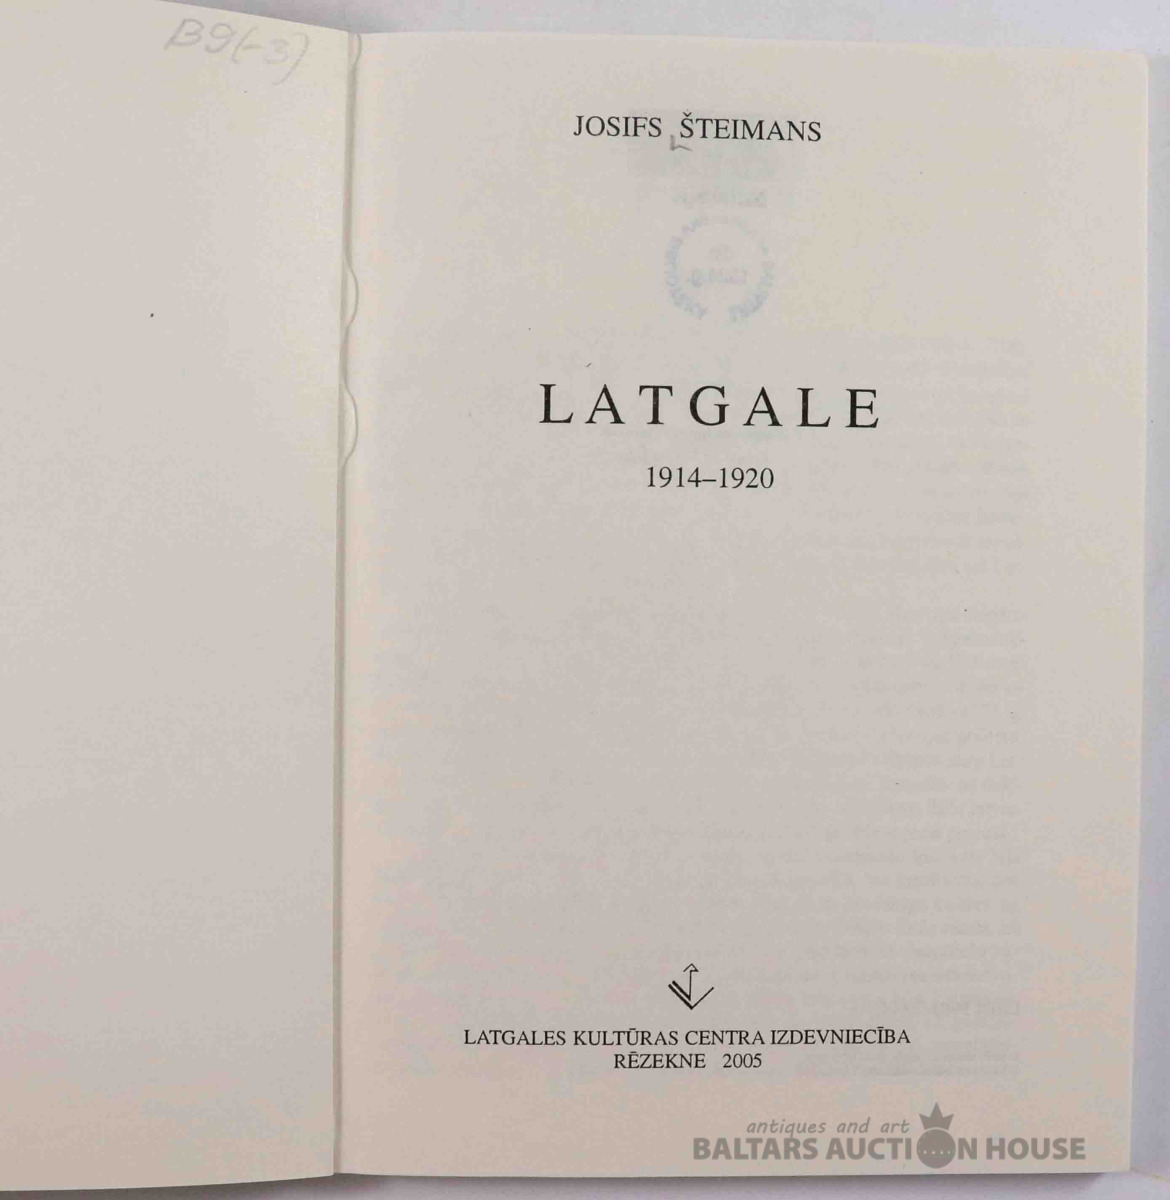 B9(-3)
JOSIFS ŠTEIMANS
LATGALE
1914–1920
LATGALES KULTŪRAS CENTRA IZDEVNIECĪBA
RĒZEKNE 2005
antiques and art
BALTARS AUCTION HOUSE